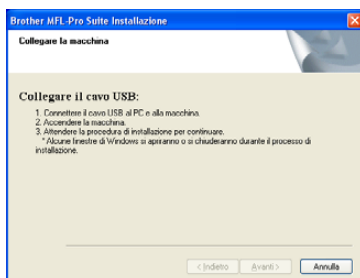 Brother MFL-Pro Suite Installazione
Collegare la macchina
Collegare il cavo USB:
1. Connettere il cavo USB al PC e alla macchina.
2. Accendere la macchina.
3. Attendere la procedura di installazione per continuare.
* Alcune finestre di Windows si apriranno o si chiuderanno durante il processo di
installazione.
< Indietro Avanti > Annulla